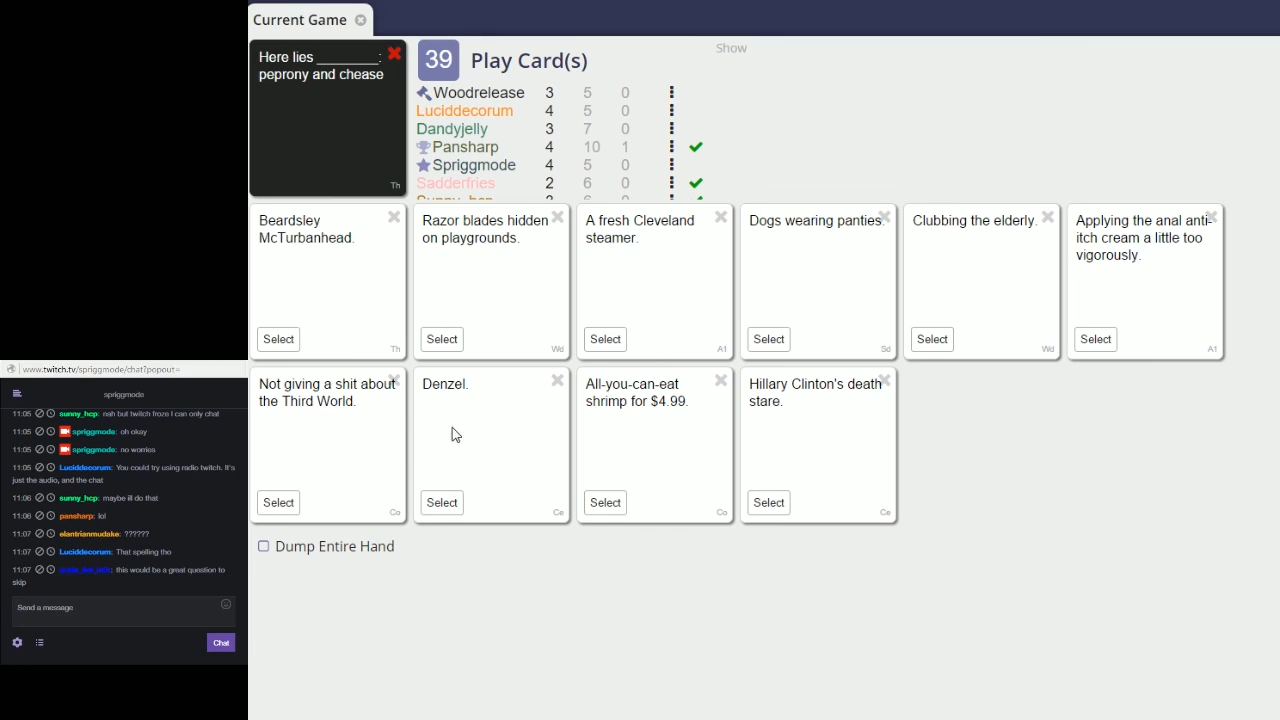 Current Game
Here lies ________:
peprony and chease
Th
39 Play Card(s)
Show
Woodrelease 3 5 0
Luciddecorum 4 5 0
Dandyjelly 3 7 0
Pansharp 4 10 1
Spriggmode 4 5 0
Sadderfries 2 6 0
Beardsley
McTurbanhead.
Select
Th
Razor blades hidden
on playgrounds.
Select
Wd
A fresh Cleveland
steamer.
Select
A1
Dogs wearing panties.
Select
Sd
Clubbing the elderly.
Select
Wd
Applying the anal anti-
itch cream a little too
vigorously.
Select
A1
Not giving a shit about
the Third World.
Select
Co
Denzel.
Select
Ce
All-you-can-eat
shrimp for $4.99.
Select
Co
Hillary Clinton's death
stare.
Select
Ce
Dump Entire Hand
www.twitch.tv/spriggmode/chat?popout=
spriggmode
11:05 sunny_hcp: nah but twitch froze I can only chat
11:05 spriggmode: oh okay
11:05 spriggmode: no worries
11:05 Luciddecorum: You could try using radio twitch. It's
just the audio, and the chat
11:06 sunny_hcp: maybe ill do that
11:06 pansharp: lol
11:07 elantrianmudake: ??????
11:07 Luciddecorum: That spelling tho
11:07 this would be a great question to
skip
Send a message
Chat